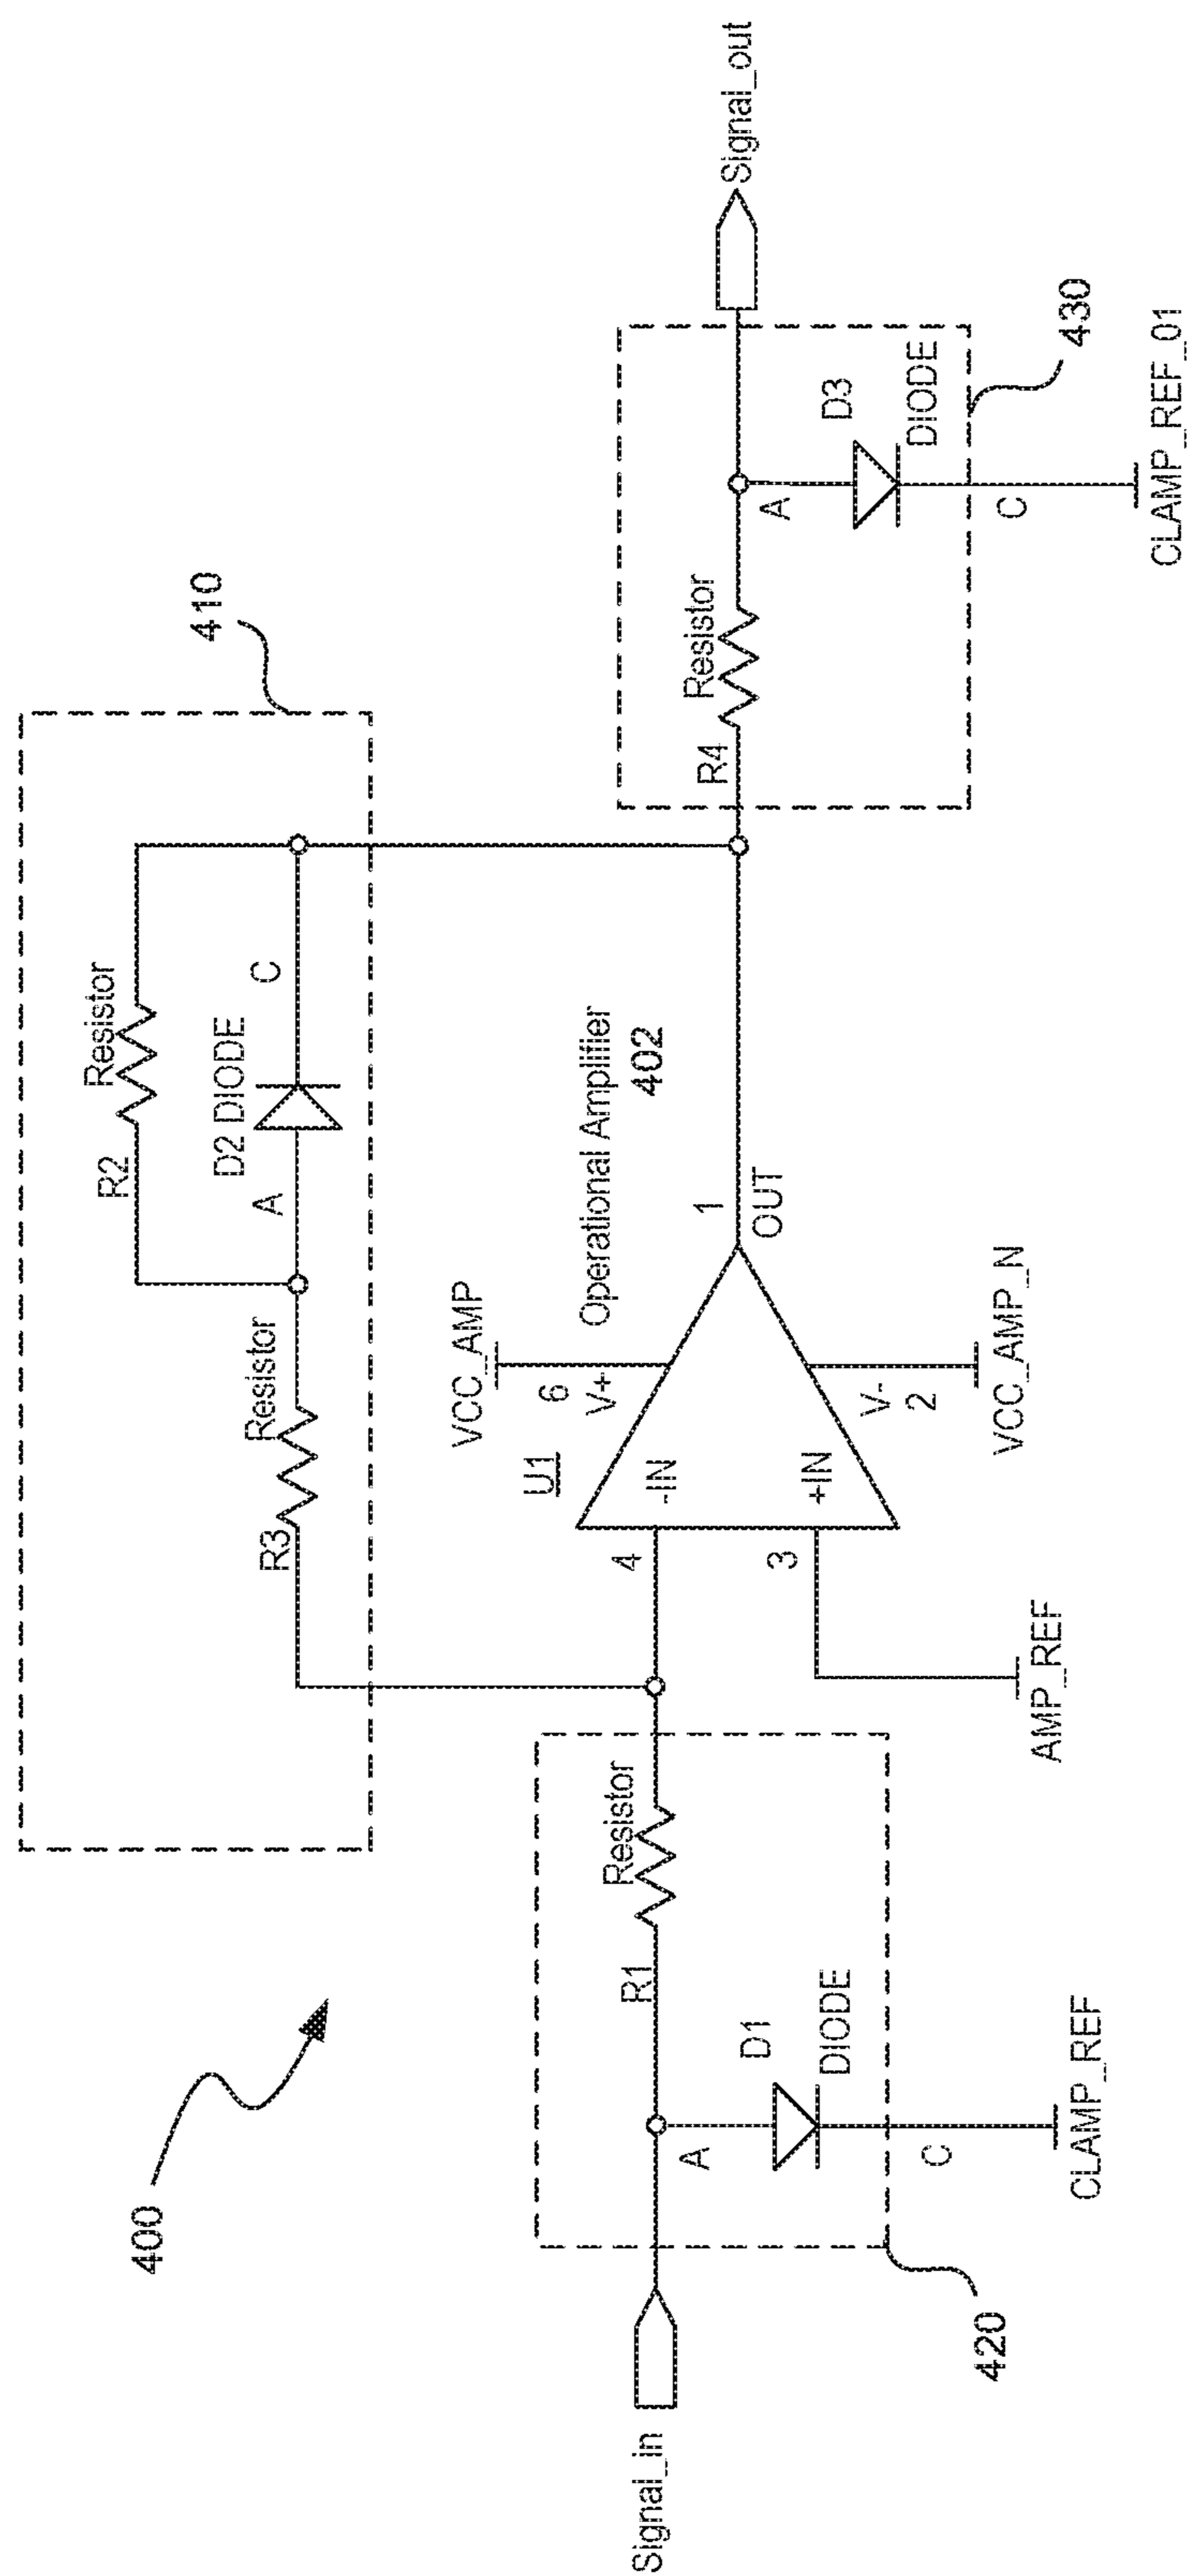 400
410
R2
Resistor
R3
Resistor
A
D2 DIODE
C
VCC_AMP
U1
6
V+
Operational Amplifier
402
Signal_in
R1
Resistor
4
-IN
3
+IN
1
OUT
V-
2
VCC_AMP_N
AMP_REF
A
D1
DIODE
C
CLAMP_REF
420
R4
Resistor
Signal_out
A
D3
DIODE
C
430
CLAMP_REF_01